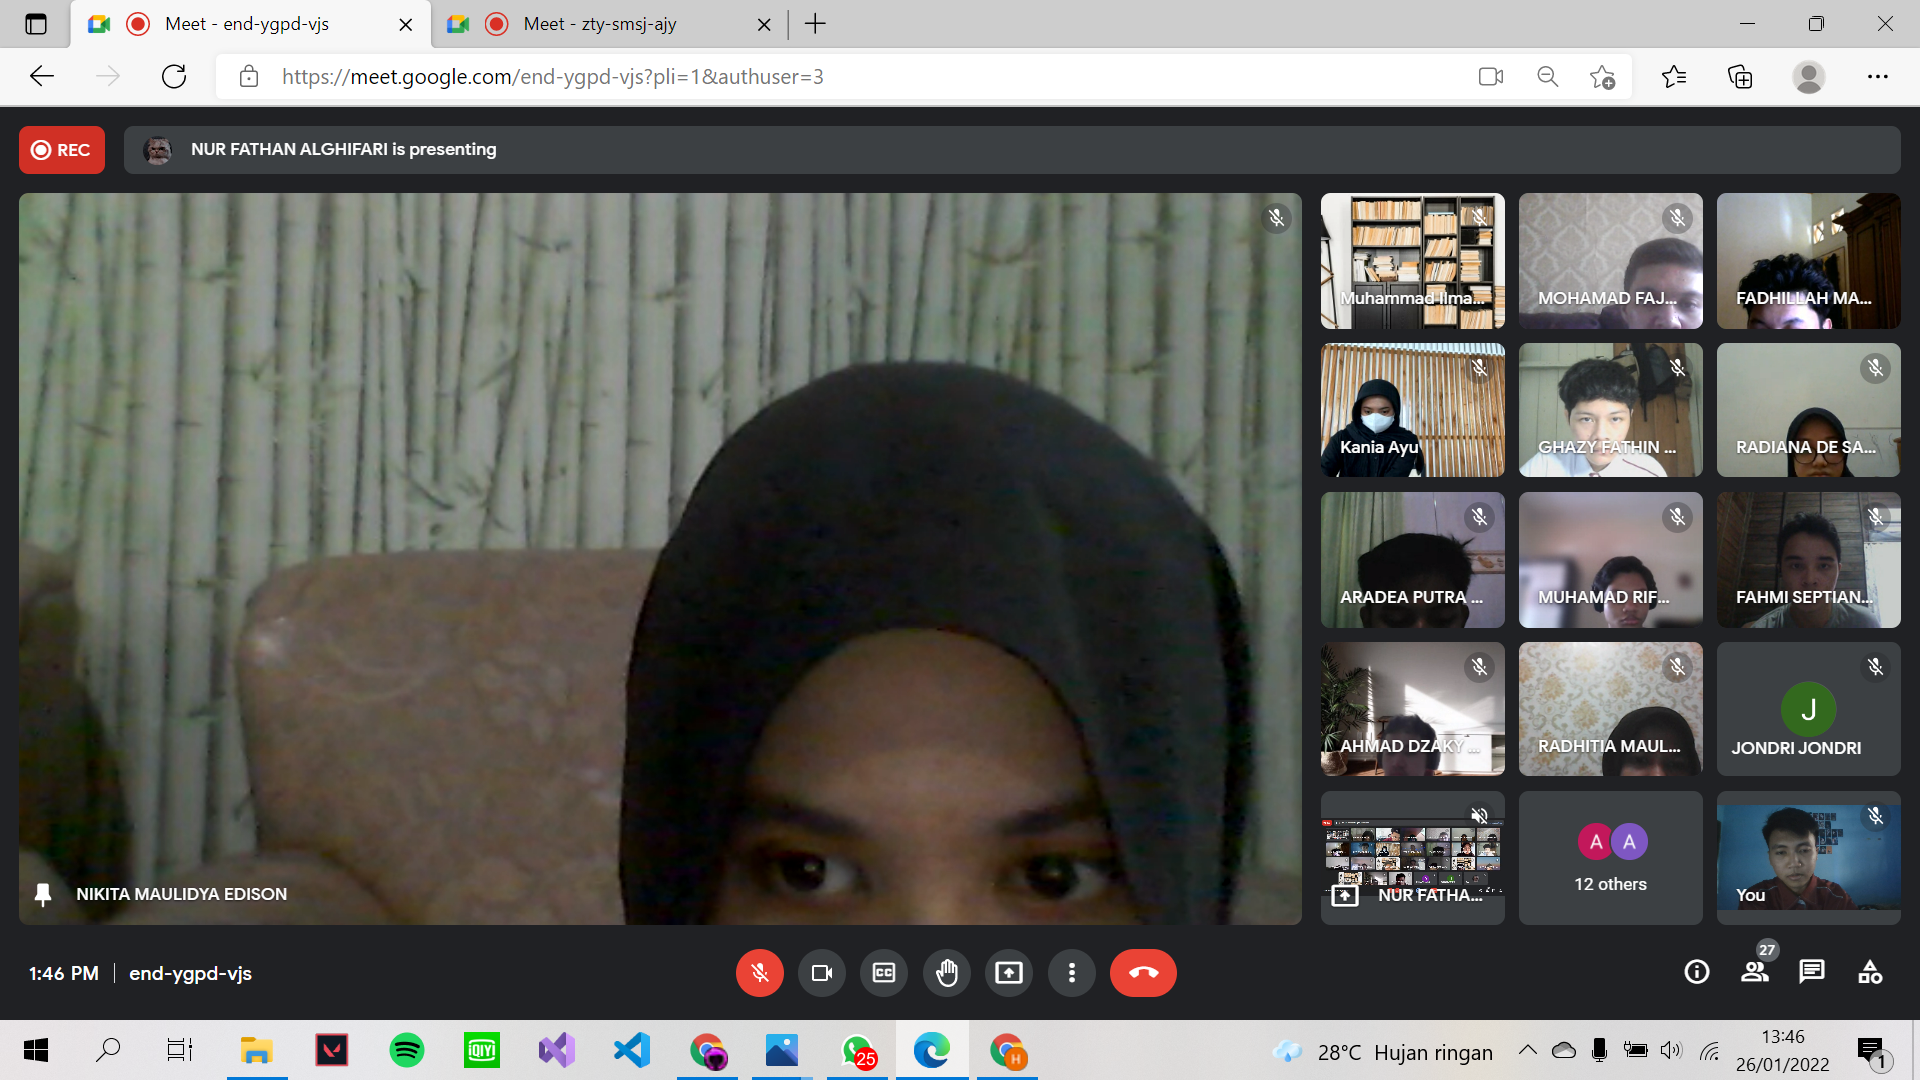 Meet - end-ygpd-vjs
Meet - zty-smsj-ajy
https://meet.google.com/end-ygpd-vjs?pli=1&authuser=3
REC
NUR FATHAN ALGHIFARI is presenting
Muhammad Ilma...
MOHAMAD FAJ...
FADHILLAH MA...
Kania Ayu
GHAZY FATHIN ...
RADIANA DE SA...
ARADEA PUTRA ...
MUHAMAD RIF...
FAHMI SEPTIAN...
AHMAD DZAKY ...
RADHITIA MAUL...
J
JONDRI JONDRI
NIKITA MAULIDYA EDISON
NUR FATHA...
A A
12 others
You
1:46 PM | end-ygpd-vjs
CC
27
iQIYI
25
H
28°C Hujan ringan
13:46
26/01/2022
1